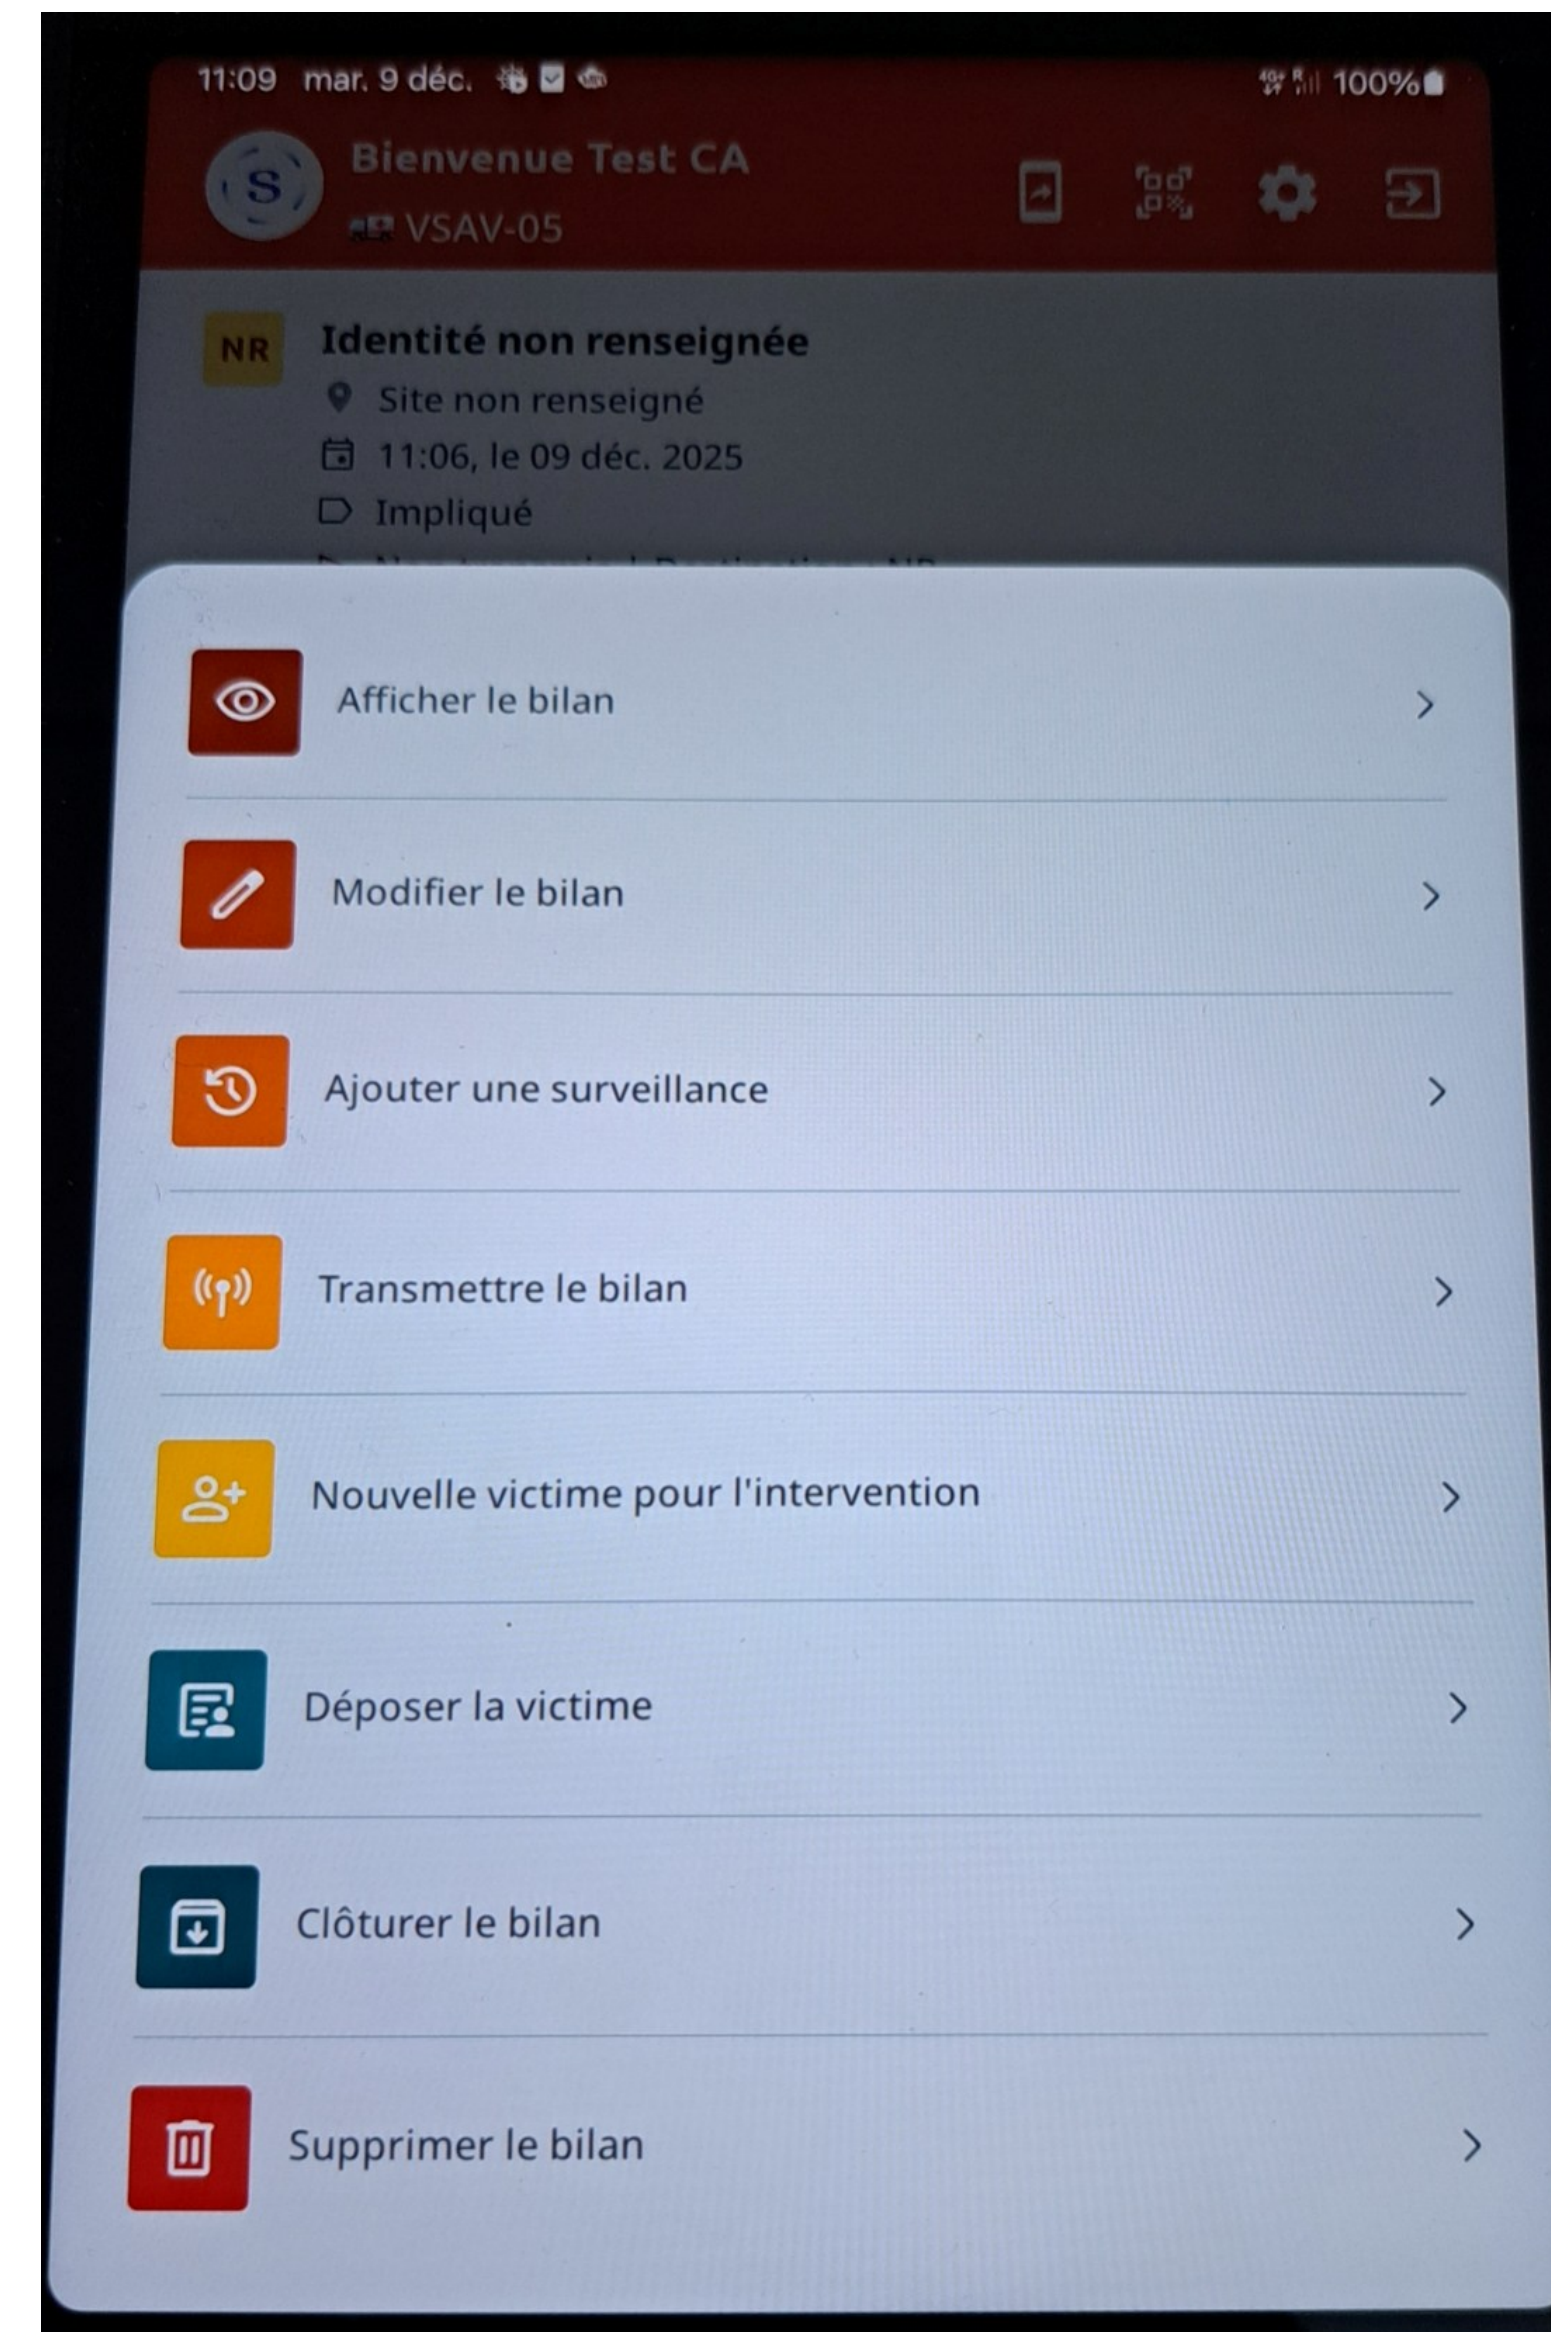 11:09 mar. 9 déc. 100%
S
Bienvenue Test CA
VSAV-05
NR Identité non renseignée
Site non renseigné
11:06, le 09 déc. 2025
Impliqué
Afficher le bilan
Modifier le bilan
Ajouter une surveillance
Transmettre le bilan
Nouvelle victime pour l'intervention
Déposer la victime
Clôturer le bilan
Supprimer le bilan